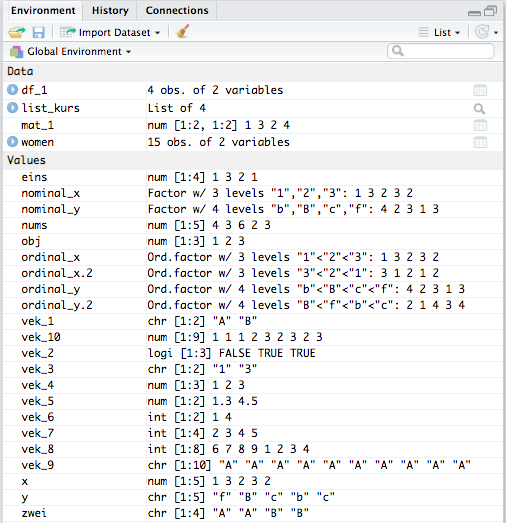 Environment History Connections
Import Dataset List
Global Environment
Data
df_1 4 obs. of 2 variables
list_kurs List of 4
mat_1 num [1:2, 1:2] 1 3 2 4
women 15 obs. of 2 variables
Values
eins num [1:4] 1 3 2 1
nominal_x Factor w/ 3 levels "1","2","3": 1 3 2 3 2
nominal_y Factor w/ 4 levels "b","B","c","f": 4 2 3 1 3
nums num [1:5] 4 3 6 2 3
obj num [1:3] 1 2 3
ordinal_x Ord.factor w/ 3 levels "1"<"2"<"3": 1 3 2 3 2
ordinal_x.2 Ord.factor w/ 3 levels "3"<"2"<"1": 3 1 2 1 2
ordinal_y Ord.factor w/ 4 levels "b"<"B"<"c"<"f": 4 2 3 1 3
ordinal_y.2 Ord.factor w/ 4 levels "B"<"f"<"b"<"c": 2 1 4 3 4
vek_1 chr [1:2] "A" "B"
vek_10 num [1:9] 1 1 1 2 3 2 3 2 3
vek_2 logi [1:3] FALSE TRUE TRUE
vek_3 chr [1:2] "1" "3"
vek_4 num [1:3] 1 2 3
vek_5 num [1:2] 1.3 4.5
vek_6 int [1:2] 1 4
vek_7 int [1:4] 2 3 4 5
vek_8 int [1:8] 6 7 8 9 1 2 3 4
vek_9 chr [1:10] "A" "A" "A" "A" "A" "A" "A" "A" "A" "A"
x num [1:5] 1 3 2 3 2
y chr [1:5] "f" "B" "c" "b" "c"
zwei chr [1:4] "A" "A" "B" "B"